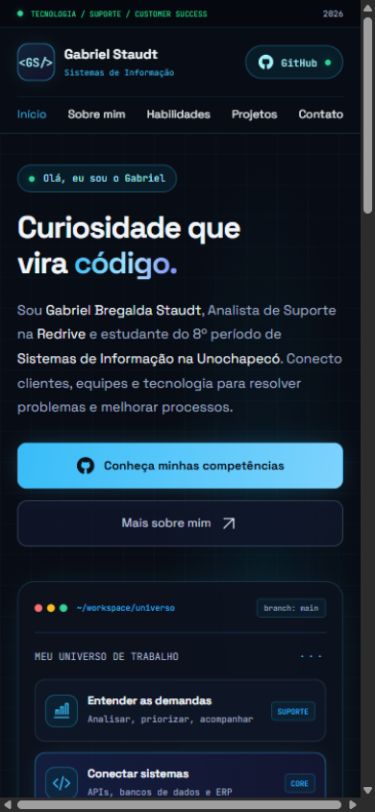 TECNOLOGIA / SUPORTE / CUSTOMER SUCCESS 2026
<GS/> Gabriel Staudt
Sistemas de Informação
GitHub
Início Sobre mim Habilidades Projetos Contato
Olá, eu sou o Gabriel
Curiosidade que
vira código.
Sou Gabriel Bregalda Staudt, Analista de Suporte
na Redrive e estudante do 8º período de
Sistemas de Informação na Unochapecó. Conecto
clientes, equipes e tecnologia para resolver
problemas e melhorar processos.
Conheça minhas competências
Mais sobre mim
~/workspace/universo branch: main
MEU UNIVERSO DE TRABALHO ...
Entender as demandas
Analisar, priorizar, acompanhar
SUPORTE
</> Conectar sistemas
APIs, bancos de dados e ERP
CORE